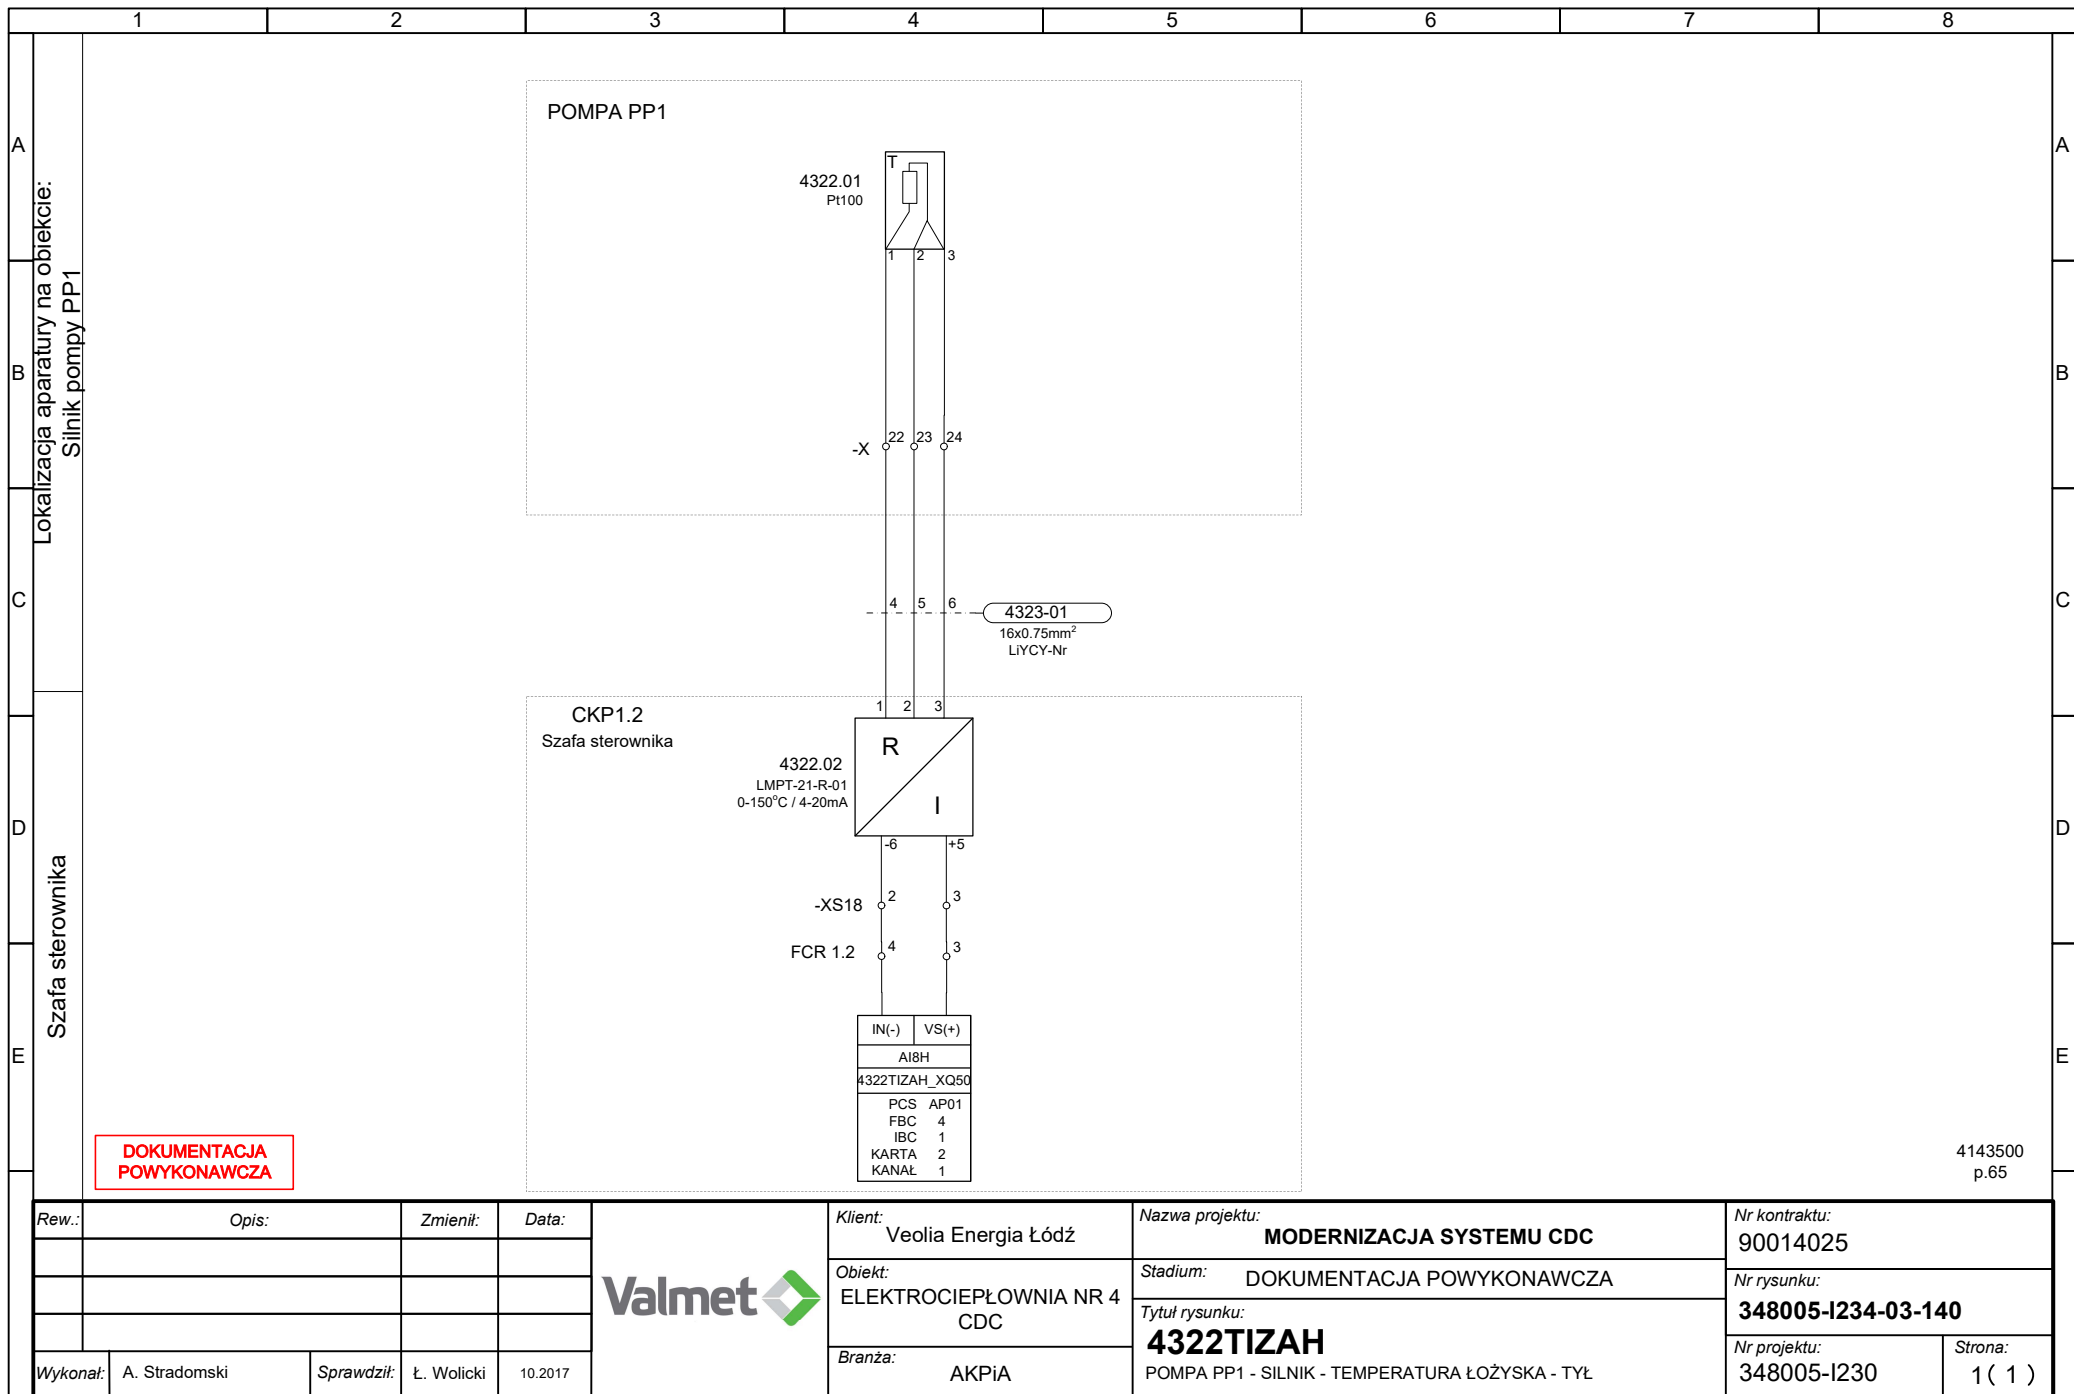 1 2 3 4 5 6 7 8
A A
B B
C C
D D
E E
Lokalizacja aparatury na obiekcie:
Silnik pompy PP1
Szafa sterownika
POMPA PP1
T
4322.01
Pt100
1 2 3
-X 22 23 24
4 5 6
4323-01
16x0.75mm²
LiYCY-Nr
CKP1.2
Szafa sterownika
1 2 3
R
I
4322.02
LMPT-21-R-01
0-150°C / 4-20mA
-6 +5
-XS18 2 3
FCR 1.2 4 3
IN(-) VS(+)
AI8H
4322TIZAH_XQ50
PCS AP01
FBC 4
IBC 1
KARTA 2
KANAŁ 1
DOKUMENTACJA
POWYKONAWCZA
4143500
p.65
Rew.: Opis: Zmienił: Data:
Wykonał: A. Stradomski Sprawdził: Ł. Wolicki 10.2017
Valmet
Klient:
Veolia Energia Łódź
Obiekt:
ELEKTROCIEPŁOWNIA NR 4
CDC
Branża:
AKPiA
Nazwa projektu:
MODERNIZACJA SYSTEMU CDC
Stadium: DOKUMENTACJA POWYKONAWCZA
Tytuł rysunku:
4322TIZAH
POMPA PP1 - SILNIK - TEMPERATURA ŁOŻYSKA - TYŁ
Nr kontraktu:
90014025
Nr rysunku:
348005-I234-03-140
Nr projektu:
348005-I230
Strona:
1( 1 )